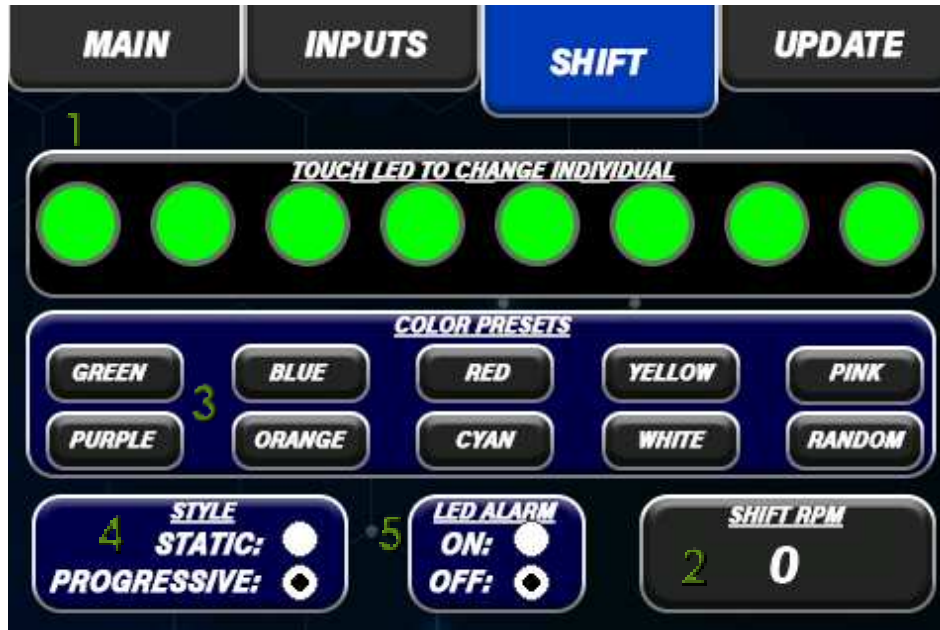 MAIN INPUTS SHIFT UPDATE
1
TOUCH LED TO CHANGE INDIVIDUAL
COLOR PRESETS
GREEN BLUE RED YELLOW PINK
3
PURPLE ORANGE CYAN WHITE RANDOM
STYLE
4 STATIC:
PROGRESSIVE:
LED ALARM
5 ON:
OFF:
SHIFT RPM
2 0